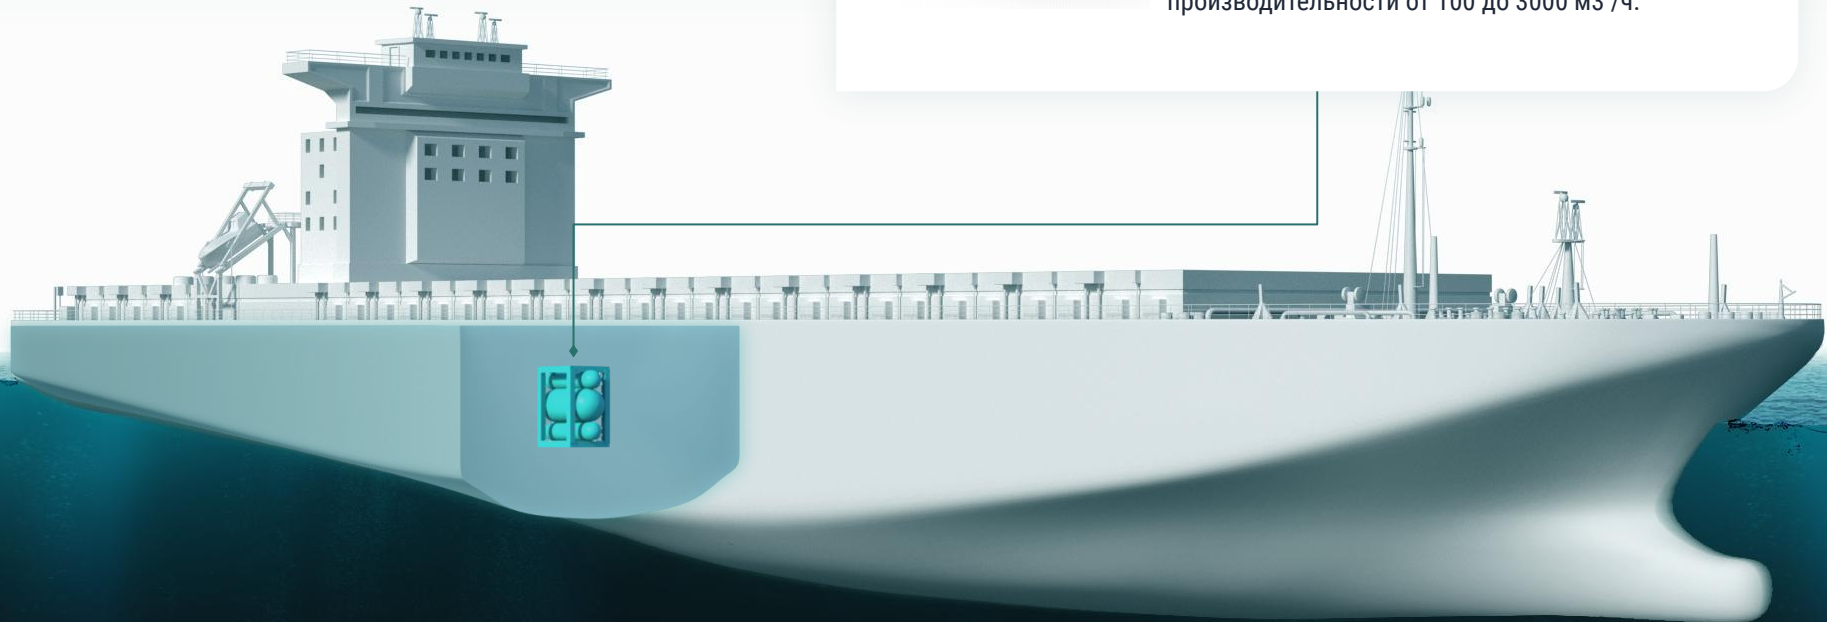 производительности от 100 до 3000 м3 /ч.